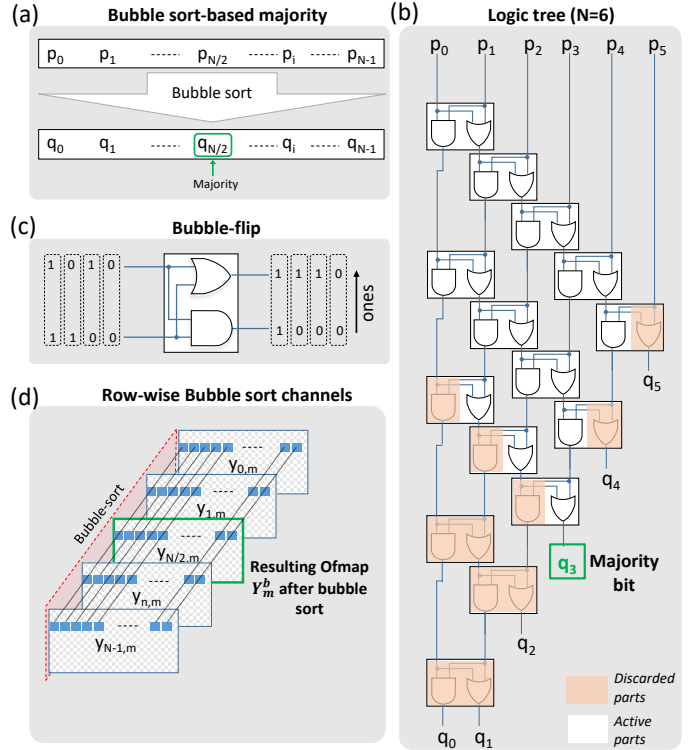 (a) Bubble sort-based majority
p0 p1 ------ pN/2 ------ pi ------ pN-1
Bubble sort
q0 q1 ----- qN/2 ----- qi ------ qN-1
Majority
(c) Bubble-flip
1 0 1 0
1 1 1 0
1 1 0 0
1 0 0 0
ones
(d) Row-wise Bubble sort channels
Bubble-sort
y0,m
y1,m
yN/2.m
yn,m
yN-1,m
Resulting Ofmap
Y_m^b after bubble
sort
(b) Logic tree (N=6)
p0 p1 p2 p3 p4 p5
q5
q4
q3 Majority
bit
q2
q0 q1
Discarded
parts
Active
parts